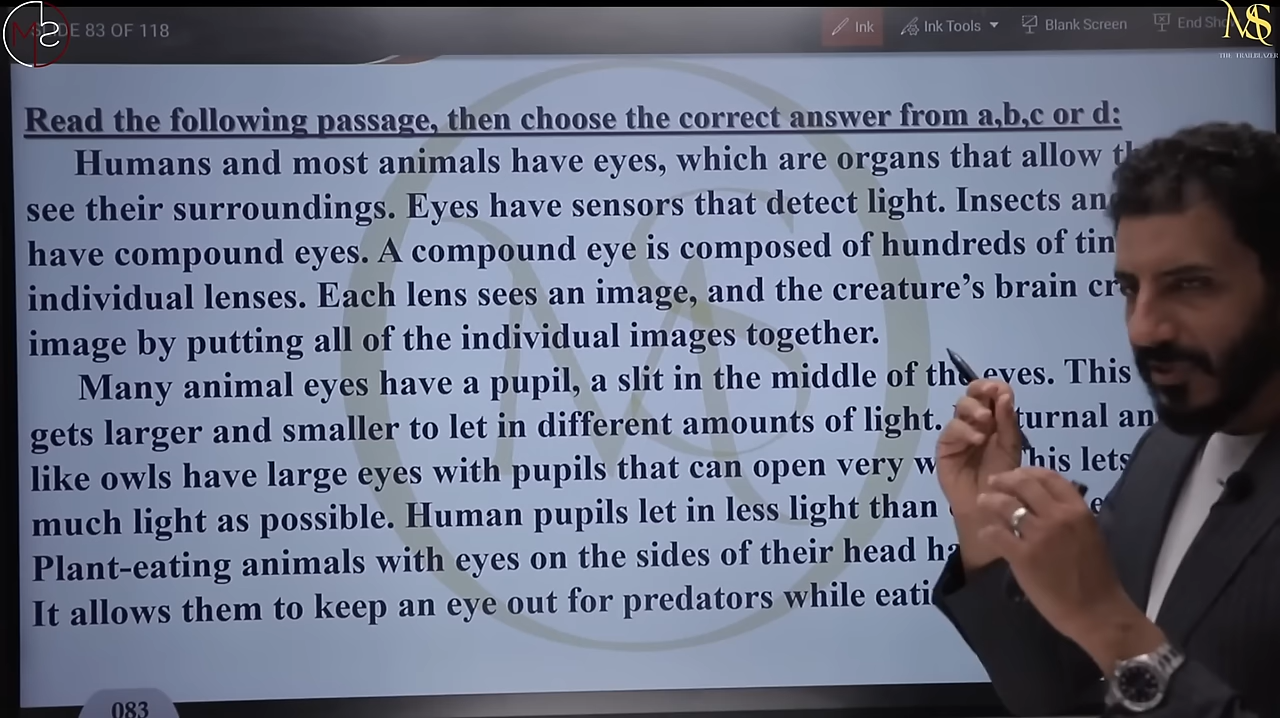 SLIDE 83 OF 118
Ink
Ink Tools
Blank Screen
End
MS
THE TRAILBLAZER
Read the following passage, then choose the correct answer from a,b,c or d:
Humans and most animals have eyes, which are organs that allow
see their surroundings. Eyes have sensors that detect light. Insects
have compound eyes. A compound eye is composed of hundreds of
individual lenses. Each lens sees an image, and the creature's brain
image by putting all of the individual images together.
Many animal eyes have a pupil, a slit in the middle of the eyes. This
gets larger and smaller to let in different amounts of light.
like owls have large eyes with pupils that can open very This lets
much light as possible. Human pupils let in less light than
Plant-eating animals with eyes on the sides of their head
It allows them to keep an eye out for predators while
083